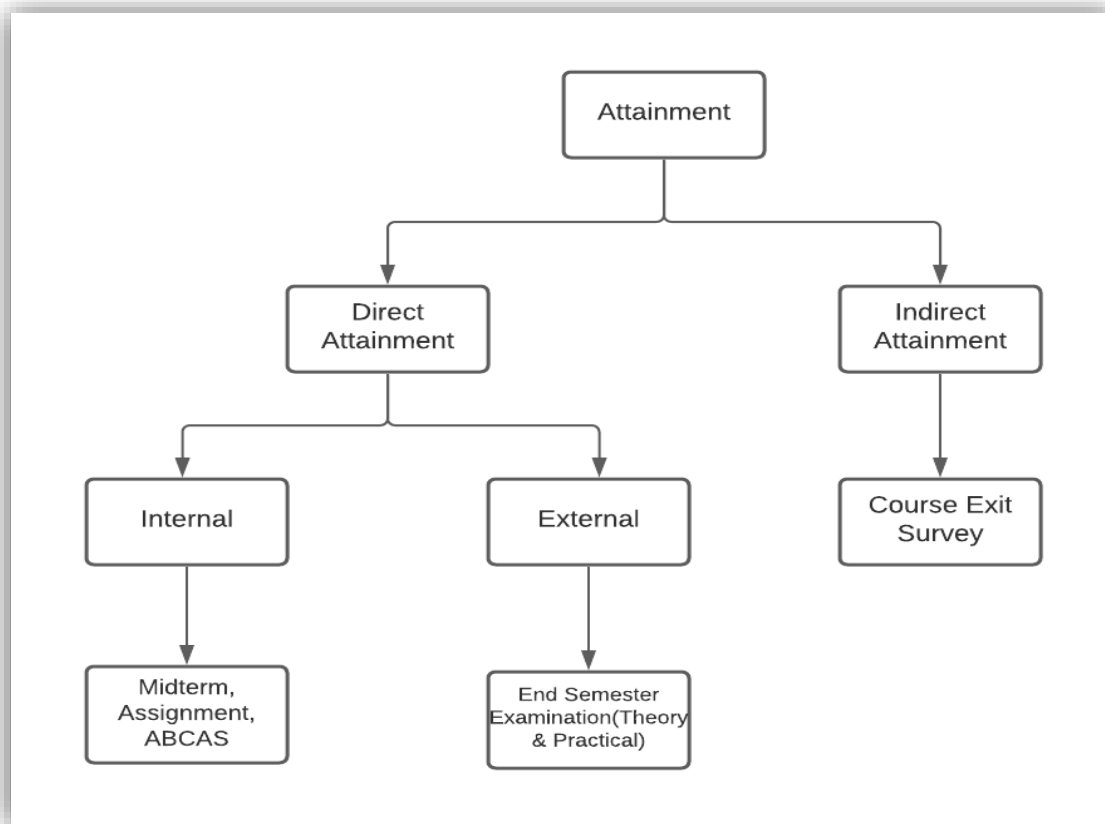 Attainment
Direct
Attainment
Indirect
Attainment
Internal
External
Course Exit
Survey
Midterm,
Assignment,
ABCAS
End Semester
Examination(Theory
& Practical)